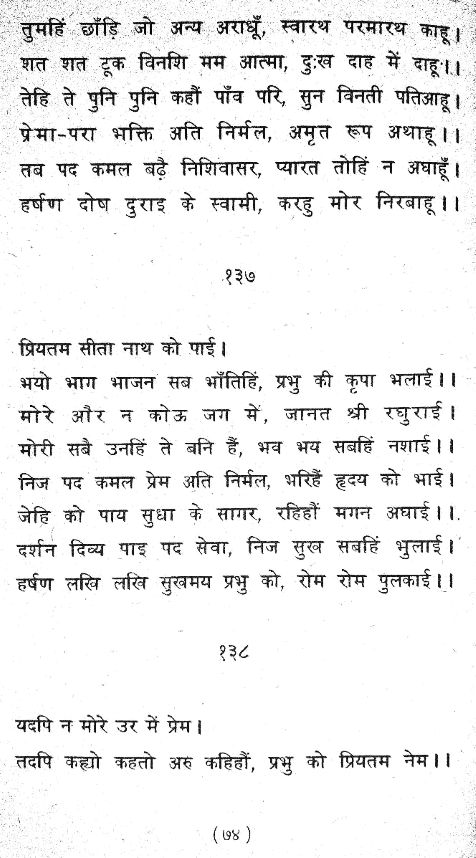 तुमहिं छाँड़ि जो अन्य अराधूँ, स्वारथ परमारथ काहू।
शत शत टूक विनशि मम आत्मा, दुःख दाह में दाहू।।
तेहि ते पुनि पुनि कहौं पाँव परि, सुन विनती पतिआहू।
प्रेमा-परा भक्ति अति निर्मल, अमृत रूप अथाहू।।
तब पद कमल बढ़ै निशिवासर, प्यारत तोहिं न अघाहूँ।
हर्षण दोष दुराइ के स्वामी, करहु मोर निरबाहू।।
१३७
प्रियतम सीता नाथ को पाई।
भयो भाग भाजन सब भाँतिहिं, प्रभु की कृपा भलाई।।
मोरे और न कोऊ जग में, जानत श्री रघुराई।
मोरी सबै उनहिं ते बनि हैं, भव भय सबहिं नशाई।।
निज पद कमल प्रेम अति निर्मल, भरिहैं हृदय को भाई।
जेहि को पाय सुधा के सागर, रहिहौं मगन अघाई।।
दर्शन दिव्य पाइ पद सेवा, निज सुख सबहिं भुलाई।
हर्षण लखि लखि सुखमय प्रभु को, रोम रोम पुलकाई।।
१३८
यदपि न मोरे उर में प्रेम।
तदपि कह्यो कहतो अरु कहिहौं, प्रभु को प्रियतम नेम।।
(७४)